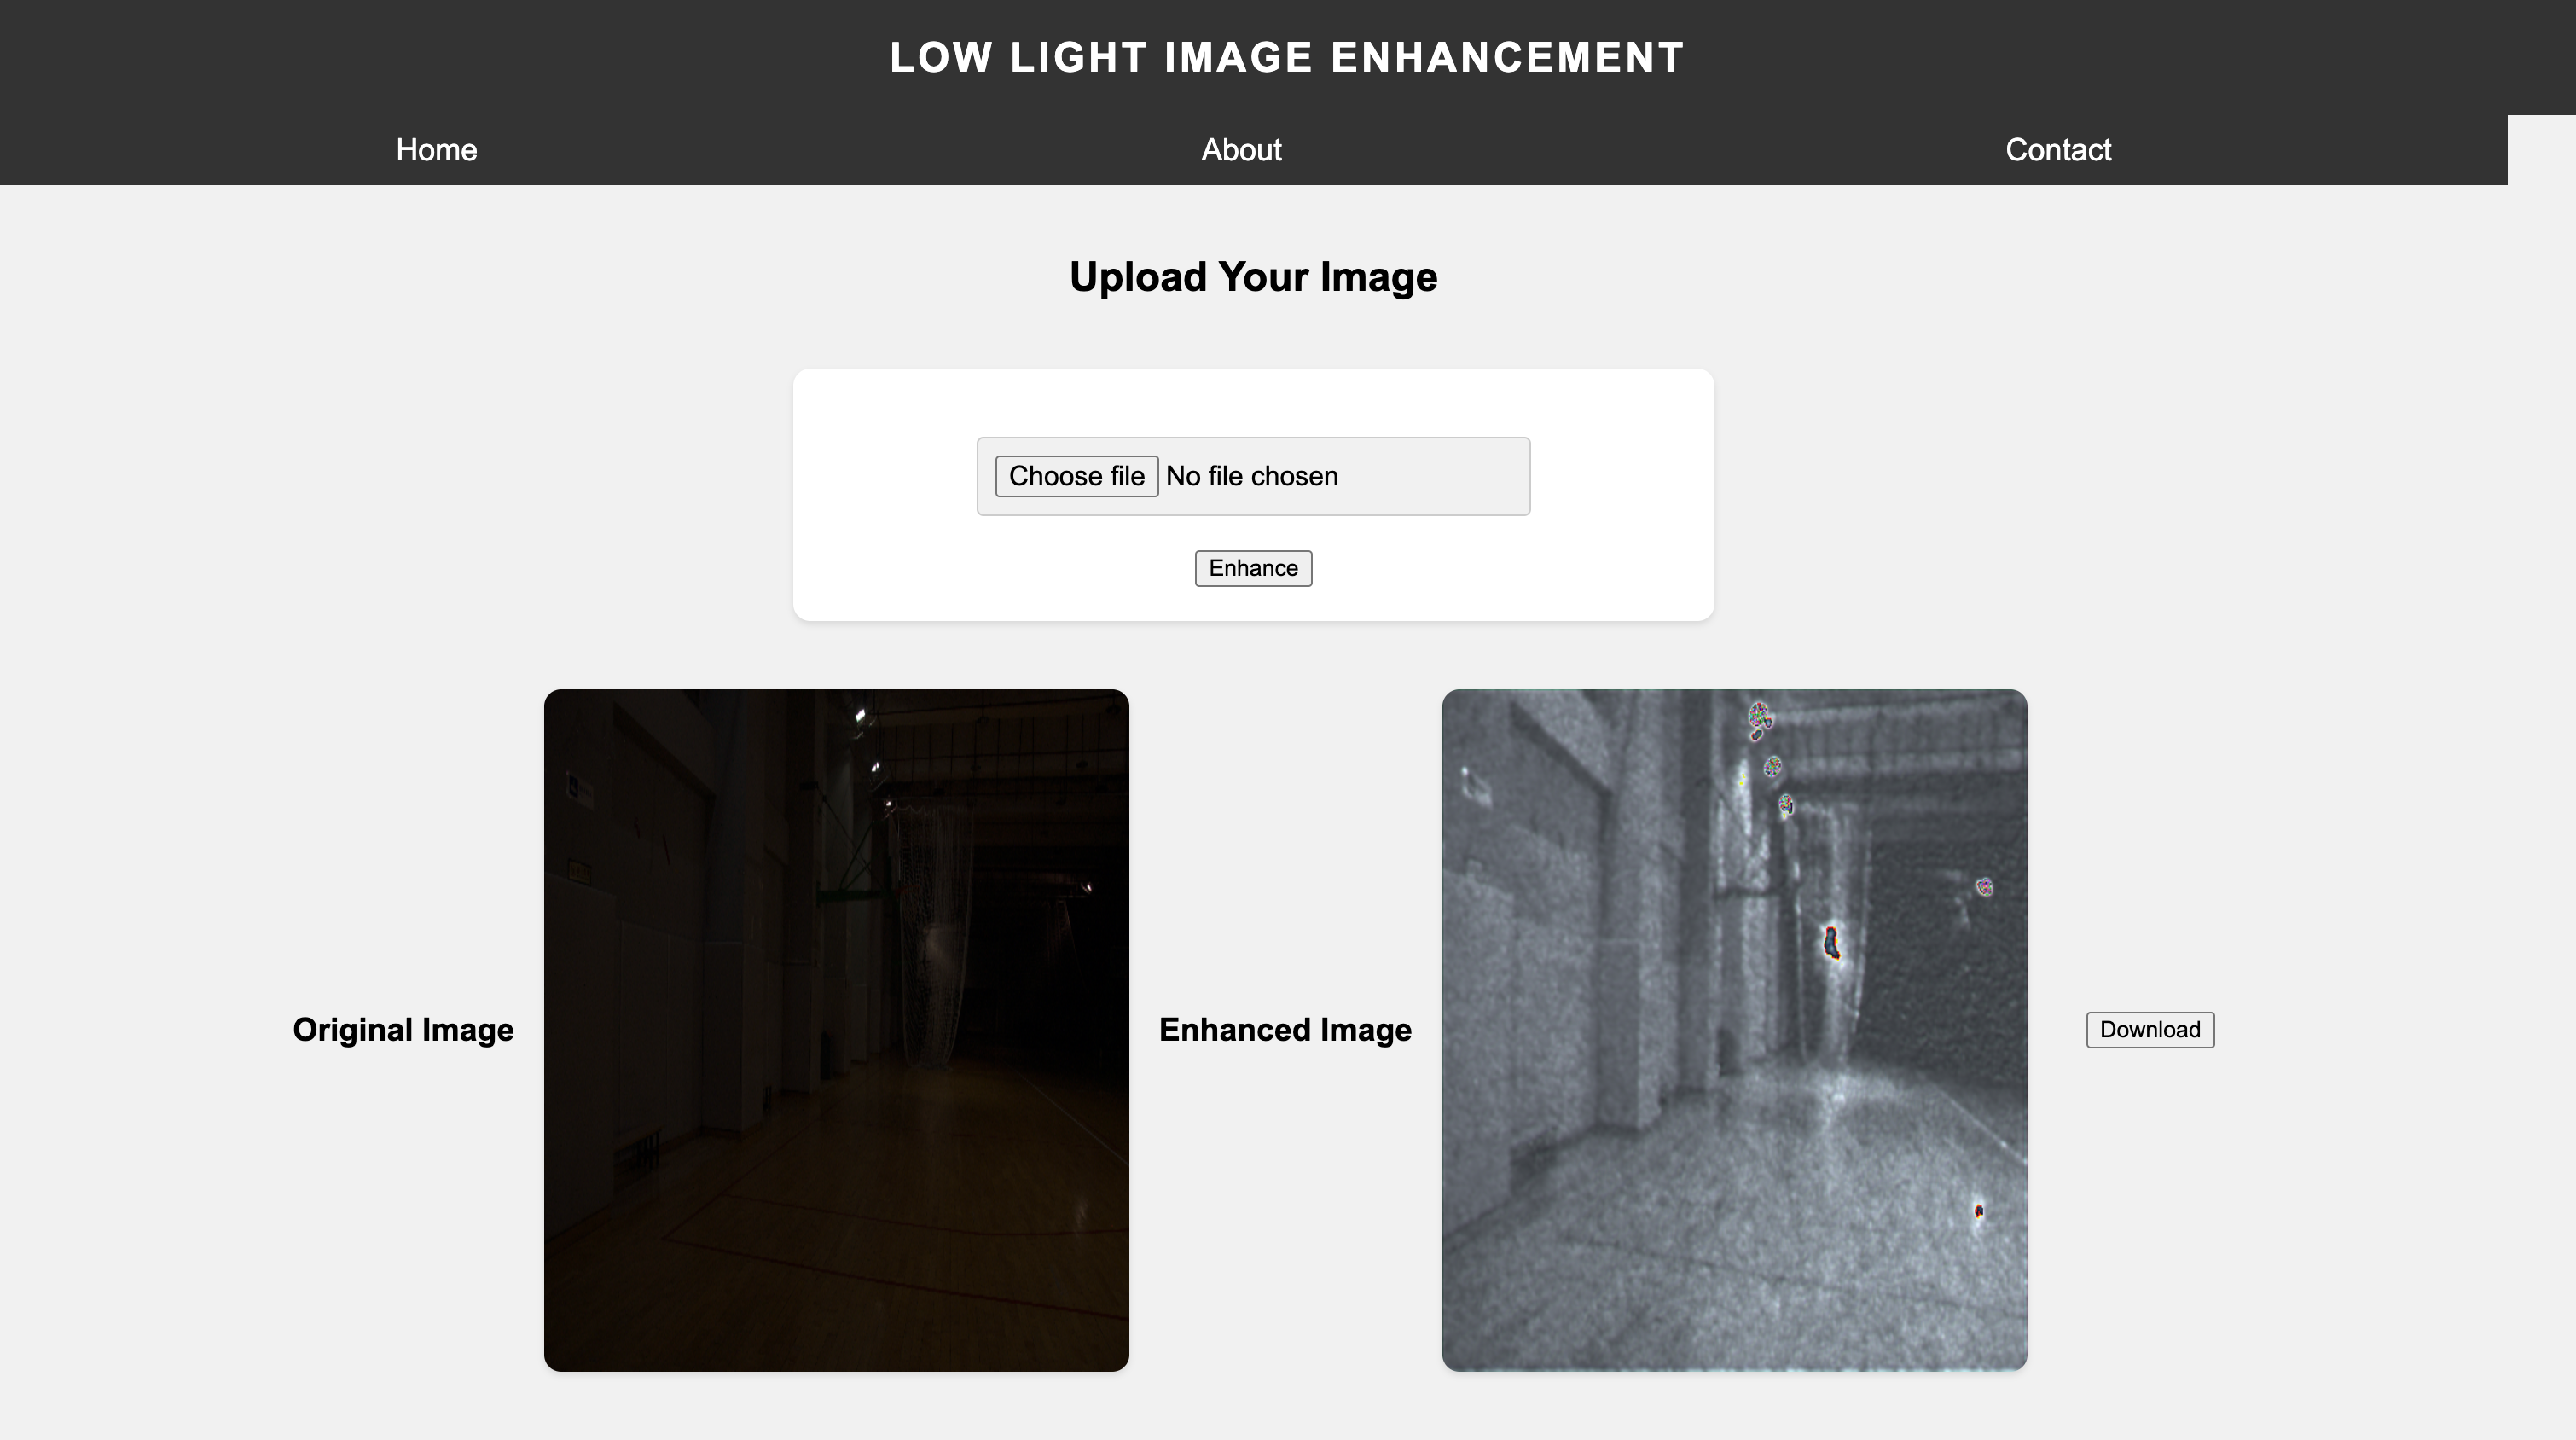 LOW LIGHT IMAGE ENHANCEMENT
Home About Contact
Upload Your Image
Choose file No file chosen
Enhance
Original Image Enhanced Image Download